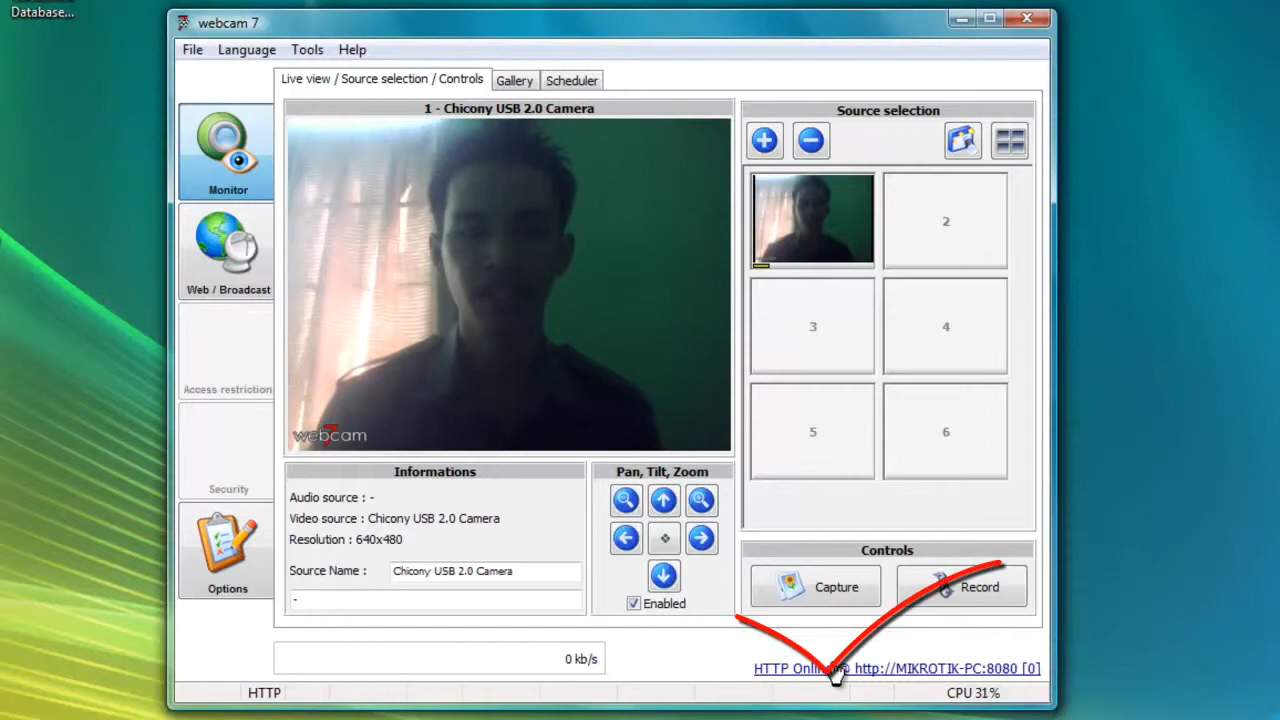 Database...
webcam 7
File Language Tools Help
Live view / Source selection / Controls Gallery Scheduler
Monitor
Web / Broadcast
Access restriction
Security
Options
1 - Chicony USB 2.0 Camera
webcam
Informations
Audio source : -
Video source : Chicony USB 2.0 Camera
Resolution : 640x480
Source Name : Chicony USB 2.0 Camera
-
Pan, Tilt, Zoom
Enabled
Source selection
2
3 4
5 6
Controls
Capture Record
0 kb/s
HTTP Online @ http://MIKROTIK-PC:8080 [0]
HTTP CPU 31%